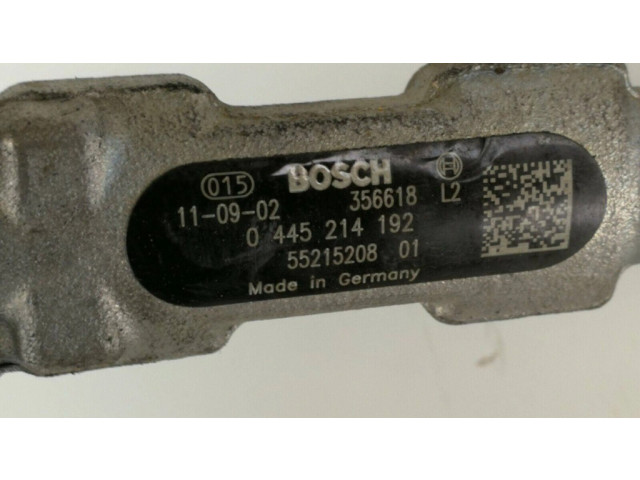 015 BOSCH
11-09-02 356618 L2
0 445 214 192
55215208 01
Made in Germany